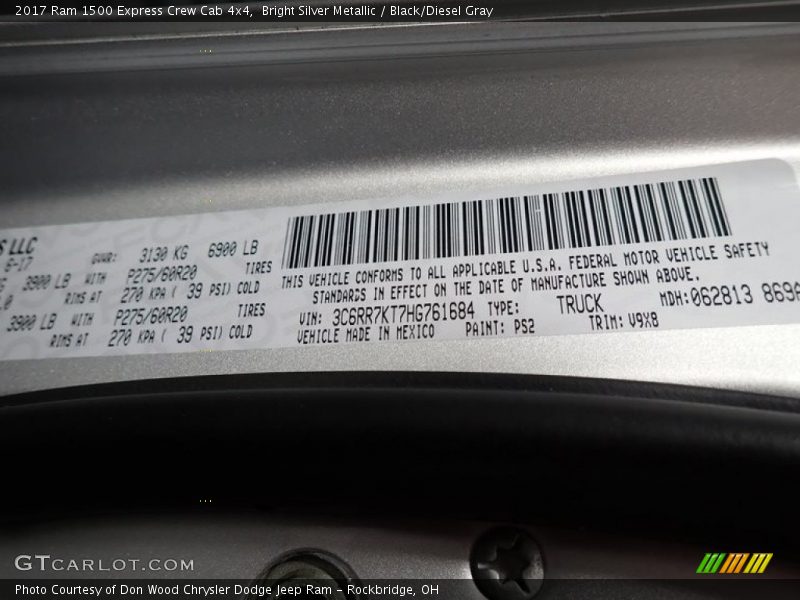 2017 Ram 1500 Express Crew Cab 4x4, Bright Silver Metallic / Black/Diesel Gray
S LLC
6-17
GWR: 3130 KG 6900 LB
3900 LB WITH P275/60R20 TIRES
RIMS AT 270 KPA ( 39 PSI) COLD
3900 LB WITH P275/60R20 TIRES
RIMS AT 270 KPA ( 39 PSI) COLD
THIS VEHICLE CONFORMS TO ALL APPLICABLE U.S.A. FEDERAL MOTOR VEHICLE SAFETY
STANDARDS IN EFFECT ON THE DATE OF MANUFACTURE SHOWN ABOVE.
VIN: 3C6RR7KT7HG761684 TYPE: TRUCK MDH:062813 869A
VEHICLE MADE IN MEXICO PAINT: PS2 TRIM: V9X8
GTCARLOT.COM
Photo Courtesy of Don Wood Chrysler Dodge Jeep Ram - Rockbridge, OH